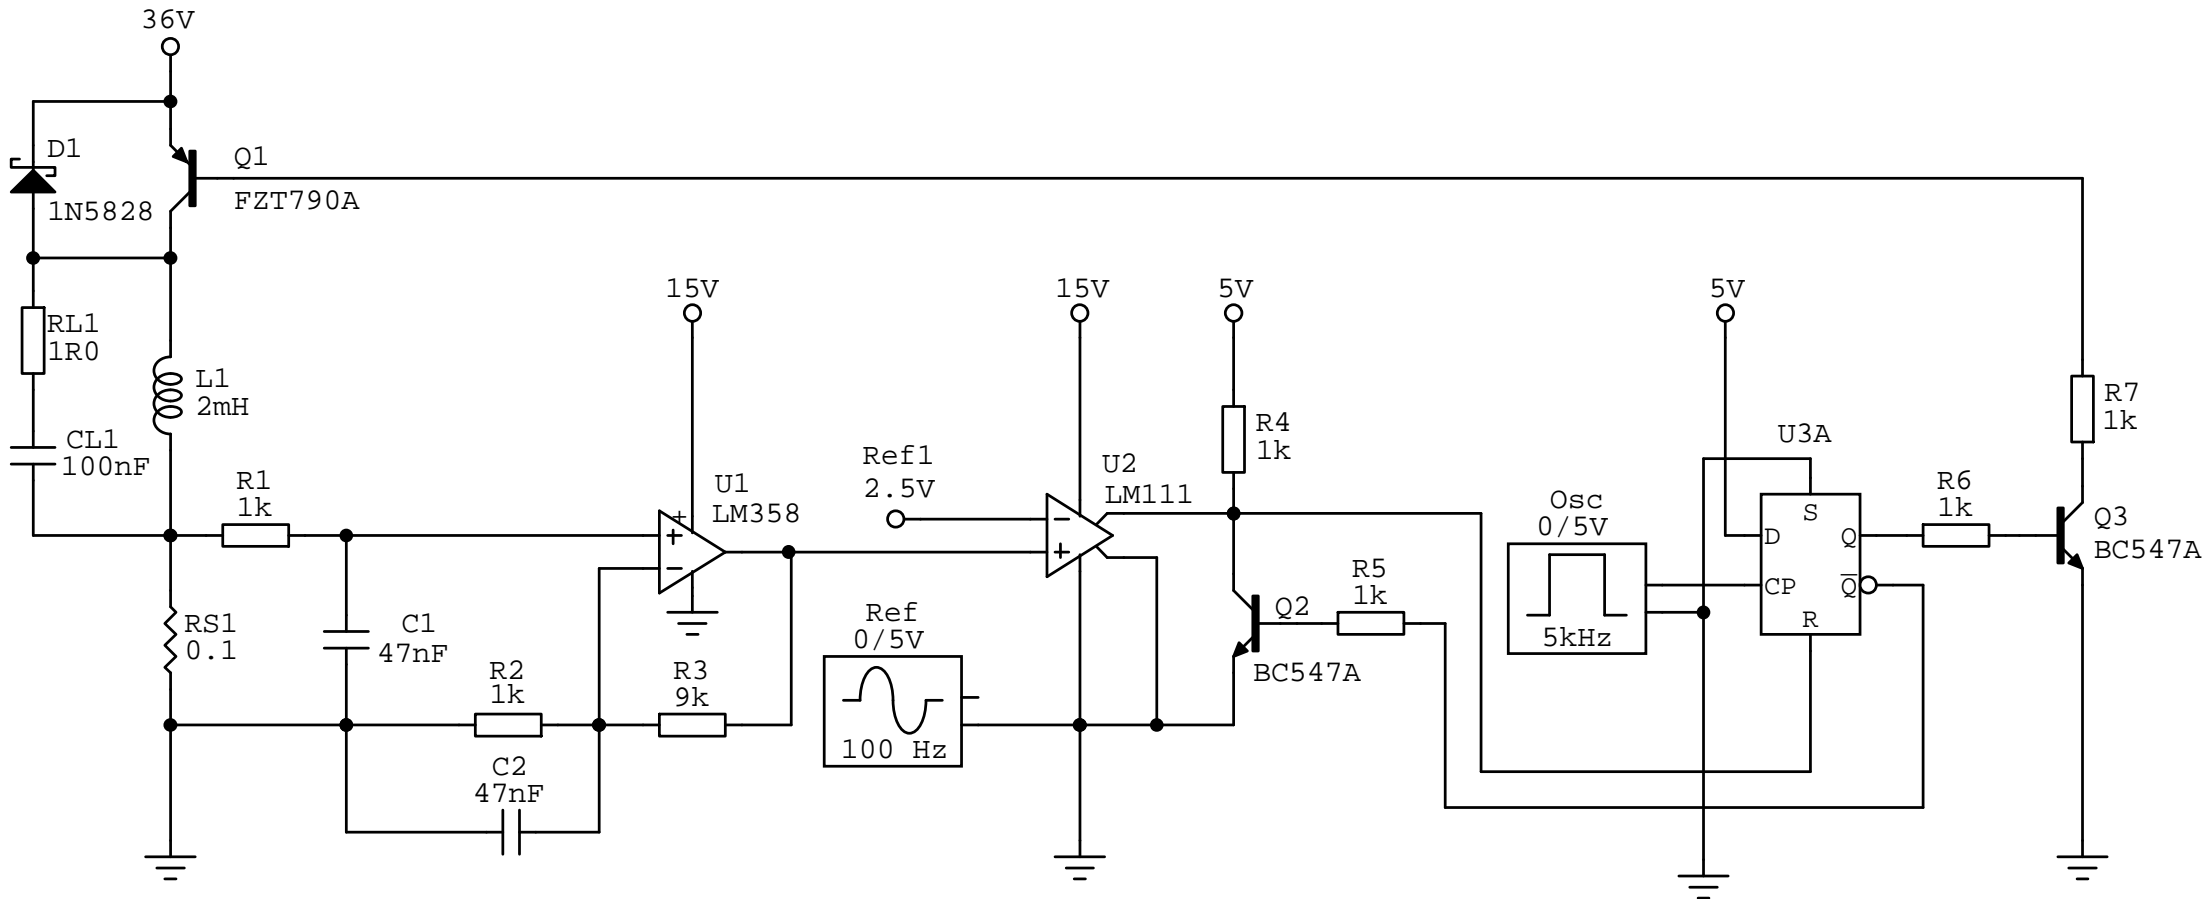 36V
D1
1N5828
Q1
FZT790A
RL1
1R0
L1
2mH
CL1
100nF
R1
1k
RS1
0.1
C1
47nF
R2
1k
C2
47nF
R3
9k
15V
U1
LM358
+
+
−
Ref1
2.5V
Ref
0/5V
100 Hz
15V
U2
LM111
−
+
5V
R4
1k
Q2
BC547A
R5
1k
Osc
0/5V
5kHz
5V
U3A
S
D
Q
CP
Q̅
R
R6
1k
R7
1k
Q3
BC547A